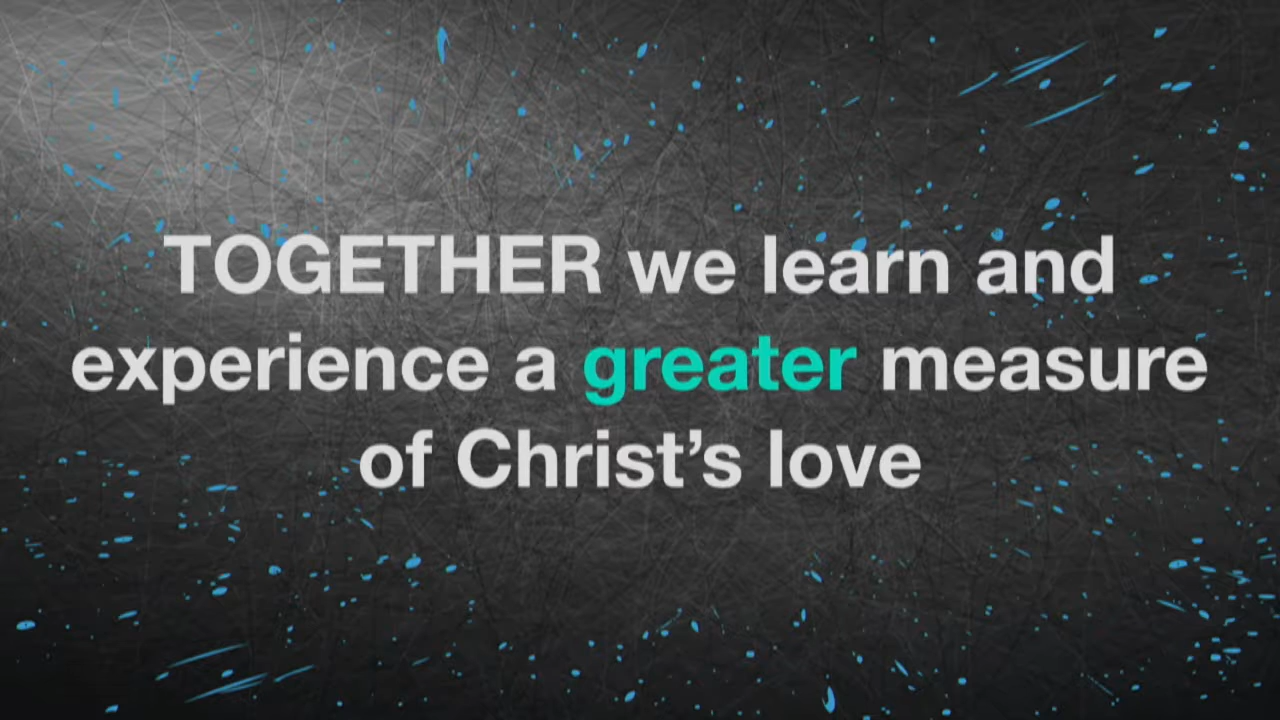 TOGETHER we learn and
experience a greater measure
of Christ’s love